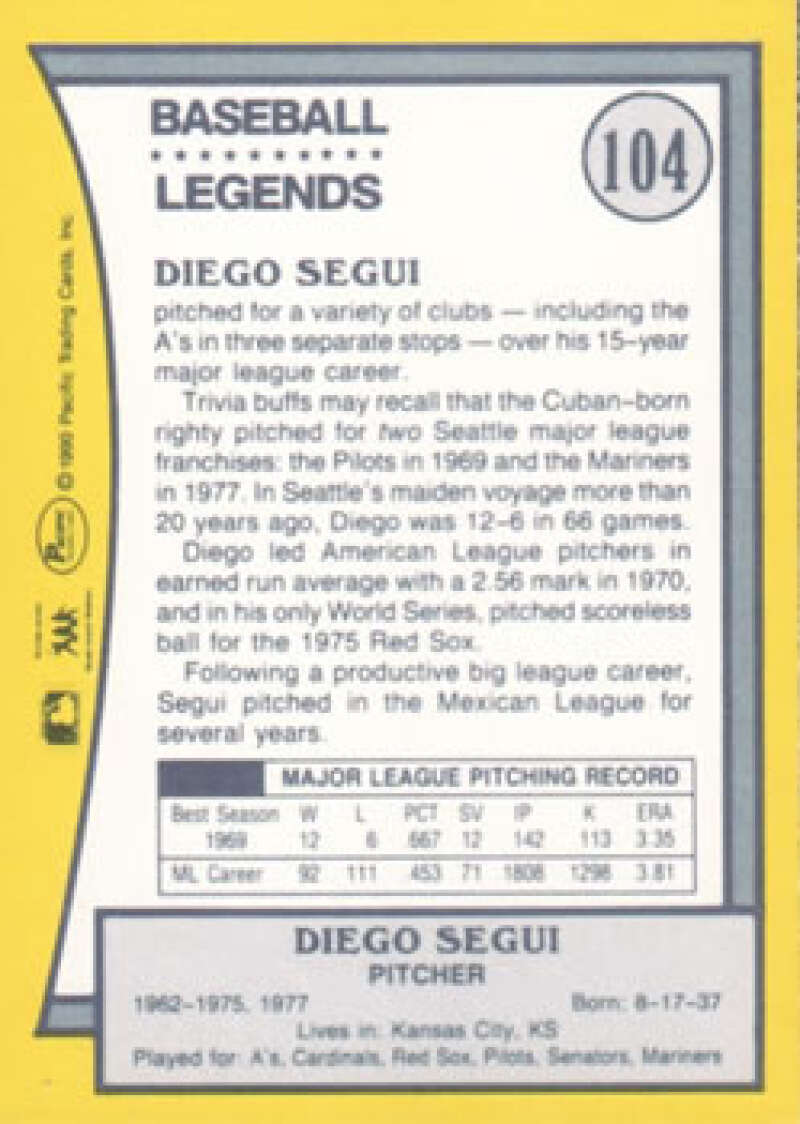 BASEBALL
LEGENDS
104
DIEGO SEGUI
pitched for a variety of clubs — including the
A's in three separate stops — over his 15-year
major league career.
Trivia buffs may recall that the Cuban-born
righty pitched for two Seattle major league
franchises: the Pilots in 1969 and the Mariners
in 1977. In Seattle's maiden voyage more than
20 years ago, Diego was 12-6 in 66 games.
Diego led American League pitchers in
earned run average with a 2.56 mark in 1970,
and in his only World Series, pitched scoreless
ball for the 1975 Red Sox.
Following a productive big league career,
Segui pitched in the Mexican League for
several years.
MAJOR LEAGUE PITCHING RECORD
Best Season W L PCT SV IP K ERA
1969 12 6 .667 12 142 113 3.35
ML Career 92 111 .453 71 1808 1298 3.81
DIEGO SEGUI
PITCHER
1962-1975, 1977 Born: 8-17-37
Lives in: Kansas City, KS
Played for: A's, Cardinals, Red Sox, Pilots, Senators, Mariners
Pacific © 1990 Pacific Trading Cards, Inc.